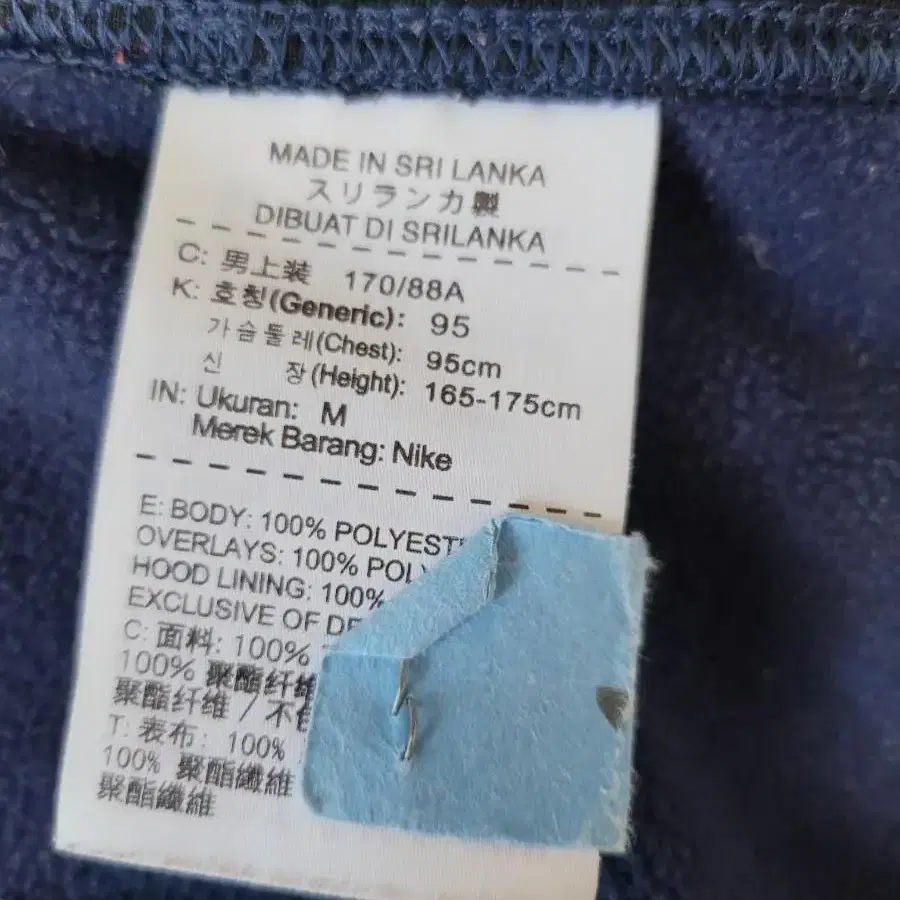 MADE IN SRI LANKA
スリランカ製
DIBUAT DI SRILANKA
C: 男上装 170/88A
K: 호칭(Generic): 95
가슴둘레(Chest): 95cm
신 장(Height): 165-175cm
IN: Ukuran: M
Merek Barang: Nike
E: BODY: 100%
OVERLAYS: 100%
HOOD LINING: 100%
EXCLUSIVE OF
C: 面料: 100%
100% 聚酯纤维
聚酯纤维 / 不
T: 表布: 100%
100% 聚酯纖維
聚酯纖維